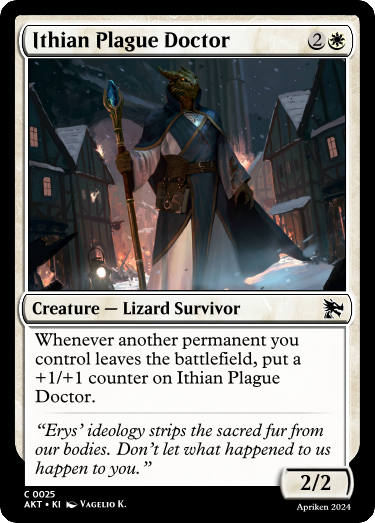 Ithian Plague Doctor 2
Creature — Lizard Survivor
Whenever another permanent you
control leaves the battlefield, put a
+1/+1 counter on Ithian Plague
Doctor.
“Erys’ ideology strips the sacred fur from
our bodies. Don’t let what happened to us
happen to you.”
2/2
C 0025
AKT • KI Vagelio K.
Apriken 2024